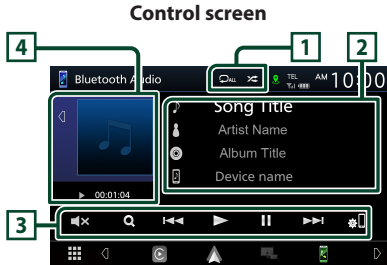 Control screen
4
1
2
Bluetooth Audio
ALL
TEL
AM 10:00
Song Title
Artist Name
Album Title
Device name
00:01:04
3